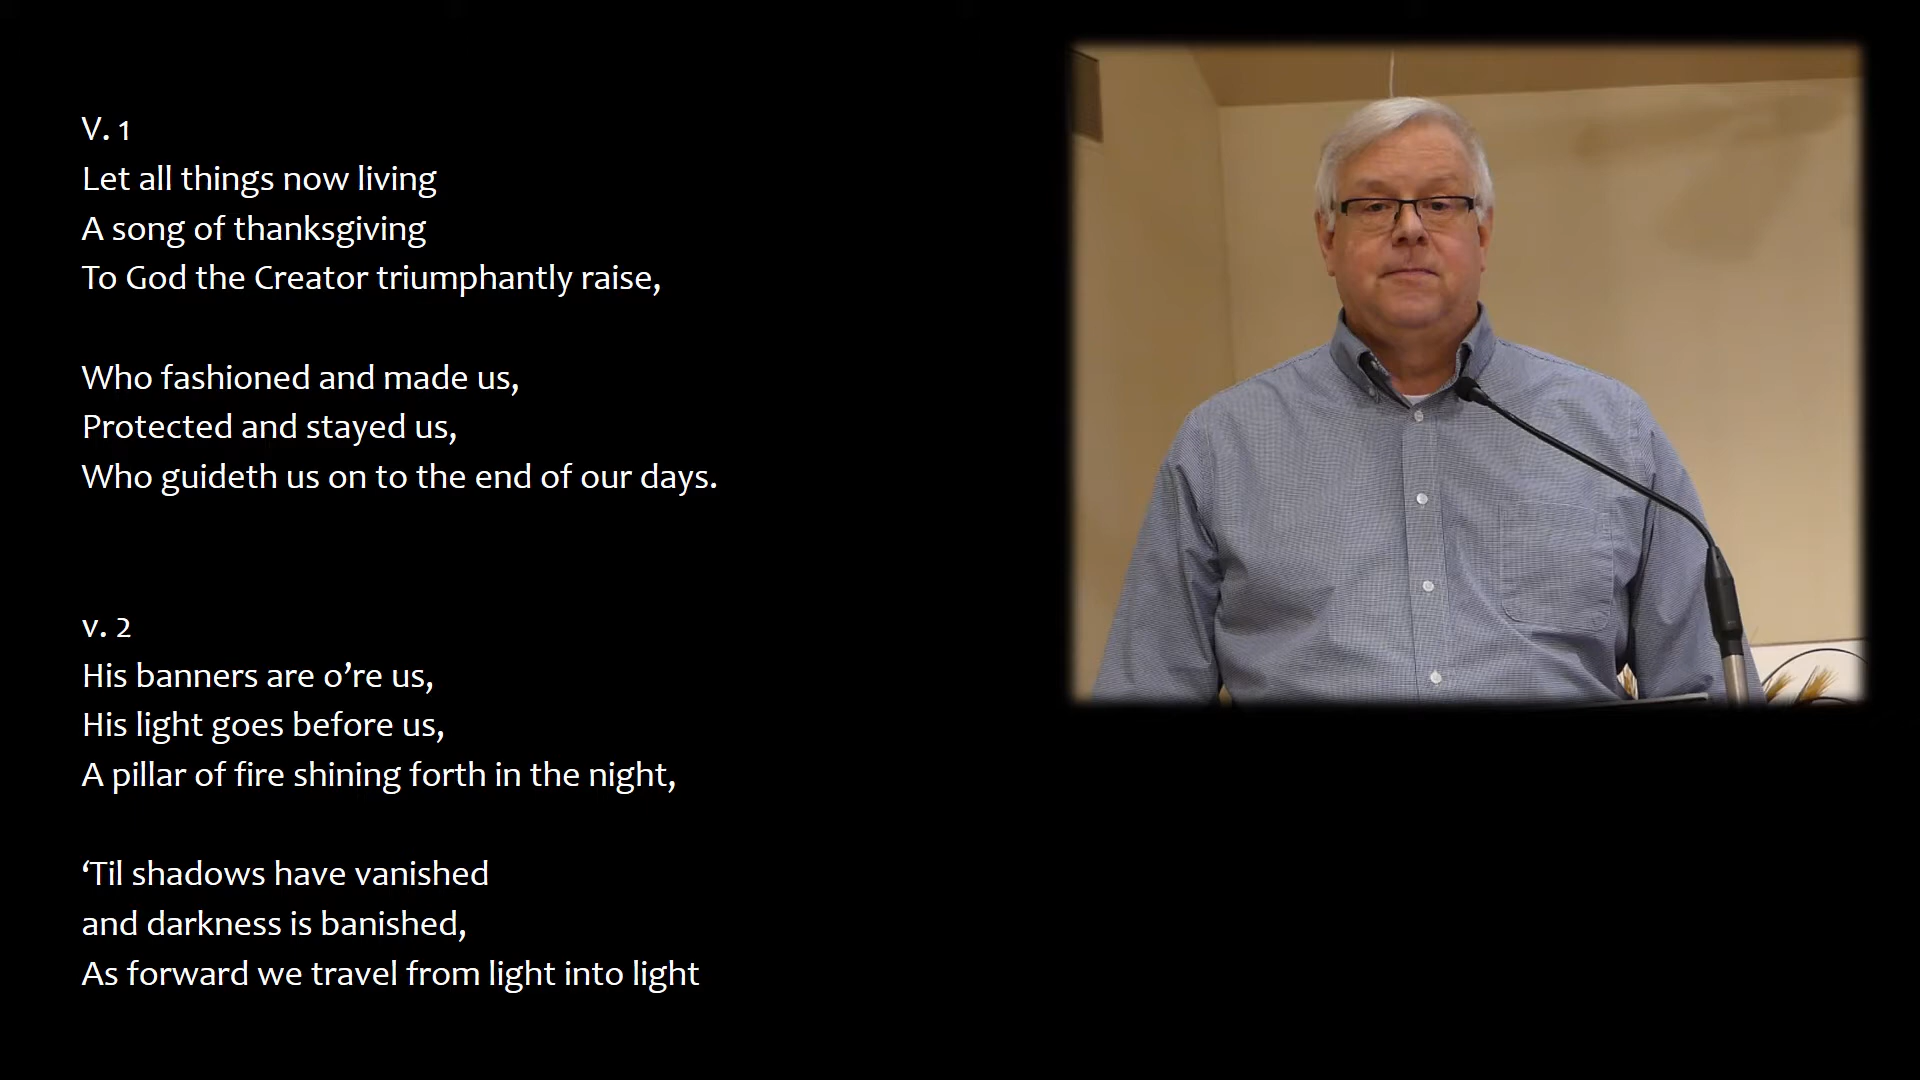 V. 1
Let all things now living
A song of thanksgiving
To God the Creator triumphantly raise,
Who fashioned and made us,
Protected and stayed us,
Who guideth us on to the end of our days.
v. 2
His banners are o’re us,
His light goes before us,
A pillar of fire shining forth in the night,
‘Til shadows have vanished
and darkness is banished,
As forward we travel from light into light